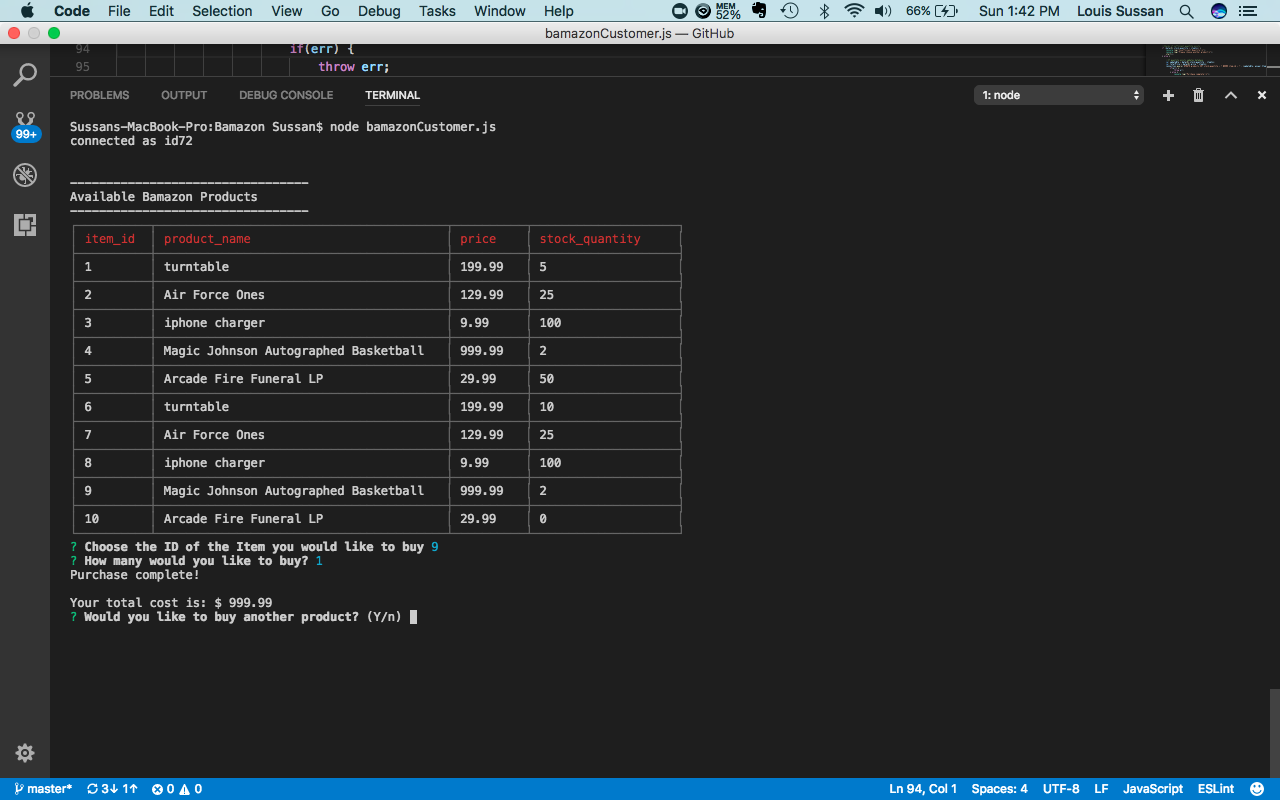 Code File Edit Selection View Go Debug Tasks Window Help MEM 52% 66% Sun 1:42 PM Louis Sussan
bamazonCustomer.js — GitHub
94 if(err) {
95 throw err;
PROBLEMS OUTPUT DEBUG CONSOLE TERMINAL 1: node
99+
Sussans-MacBook-Pro:Bamazon Sussan$ node bamazonCustomer.js
connected as id72
---------------------------------
Available Bamazon Products
---------------------------------
item_id product_name price stock_quantity
1 turntable 199.99 5
2 Air Force Ones 129.99 25
3 iphone charger 9.99 100
4 Magic Johnson Autographed Basketball 999.99 2
5 Arcade Fire Funeral LP 29.99 50
6 turntable 199.99 10
7 Air Force Ones 129.99 25
8 iphone charger 9.99 100
9 Magic Johnson Autographed Basketball 999.99 2
10 Arcade Fire Funeral LP 29.99 0
? Choose the ID of the Item you would like to buy 9
? How many would you like to buy? 1
Purchase complete!
Your total cost is: $ 999.99
? Would you like to buy another product? (Y/n)
master* 3↓ 1↑ 0 0 Ln 94, Col 1 Spaces: 4 UTF-8 LF JavaScript ESLint